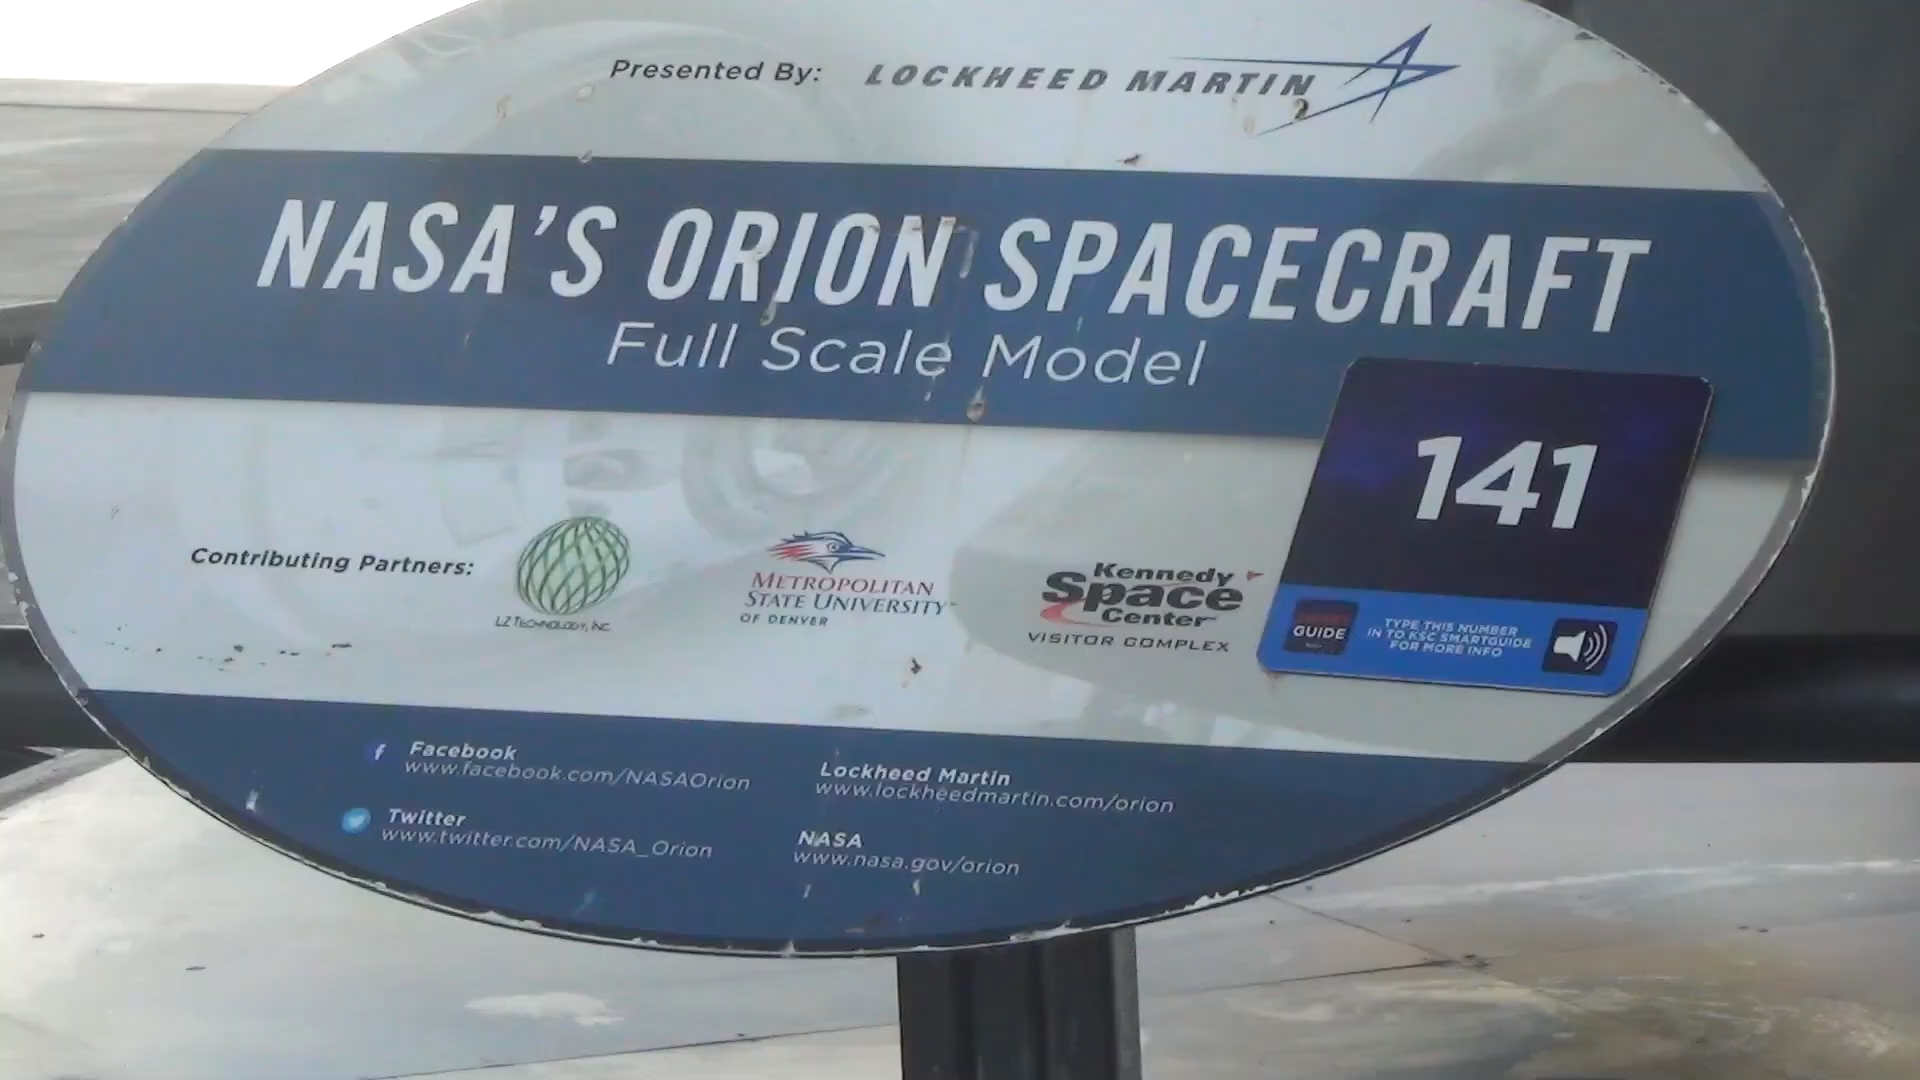 Presented By: LOCKHEED MARTIN
NASA'S ORION SPACECRAFT
Full Scale Model
141
GUIDE
TYPE THIS NUMBER
IN TO KSC SMARTGUIDE
FOR MORE INFO
Contributing Partners:
LZ TECHNOLOGY, INC.
METROPOLITAN
STATE UNIVERSITY
OF DENVER
Kennedy
Space
Center
VISITOR COMPLEX
f Facebook
www.facebook.com/NASAOrion
Twitter
www.twitter.com/NASA_Orion
Lockheed Martin
www.lockheedmartin.com/orion
NASA
www.nasa.gov/orion